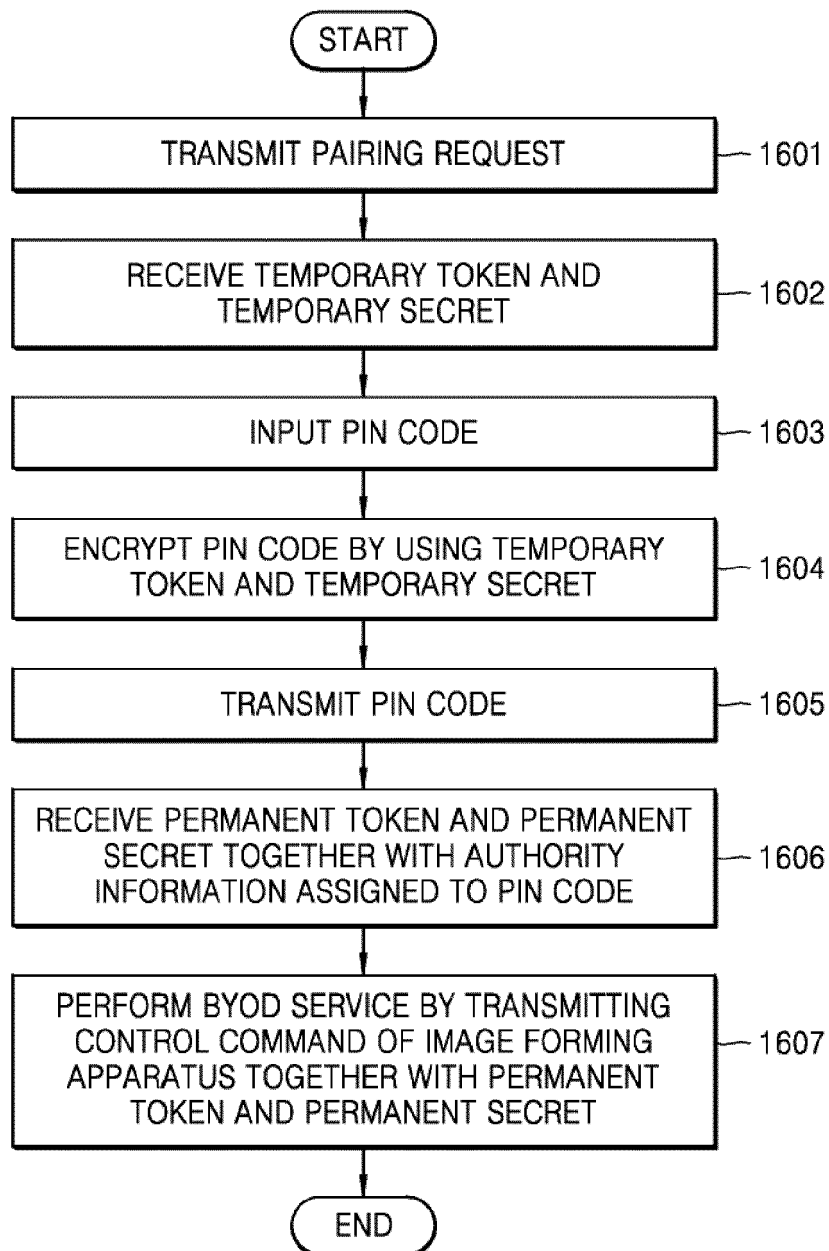 START
TRANSMIT PAIRING REQUEST
1601
RECEIVE TEMPORARY TOKEN AND
TEMPORARY SECRET
1602
INPUT PIN CODE
1603
ENCRYPT PIN CODE BY USING TEMPORARY
TOKEN AND TEMPORARY SECRET
1604
TRANSMIT PIN CODE
1605
RECEIVE PERMANENT TOKEN AND PERMANENT
SECRET TOGETHER WITH AUTHORITY
INFORMATION ASSIGNED TO PIN CODE
1606
PERFORM BYOD SERVICE BY TRANSMITTING
CONTROL COMMAND OF IMAGE FORMING
APPARATUS TOGETHER WITH PERMANENT
TOKEN AND PERMANENT SECRET
1607
END